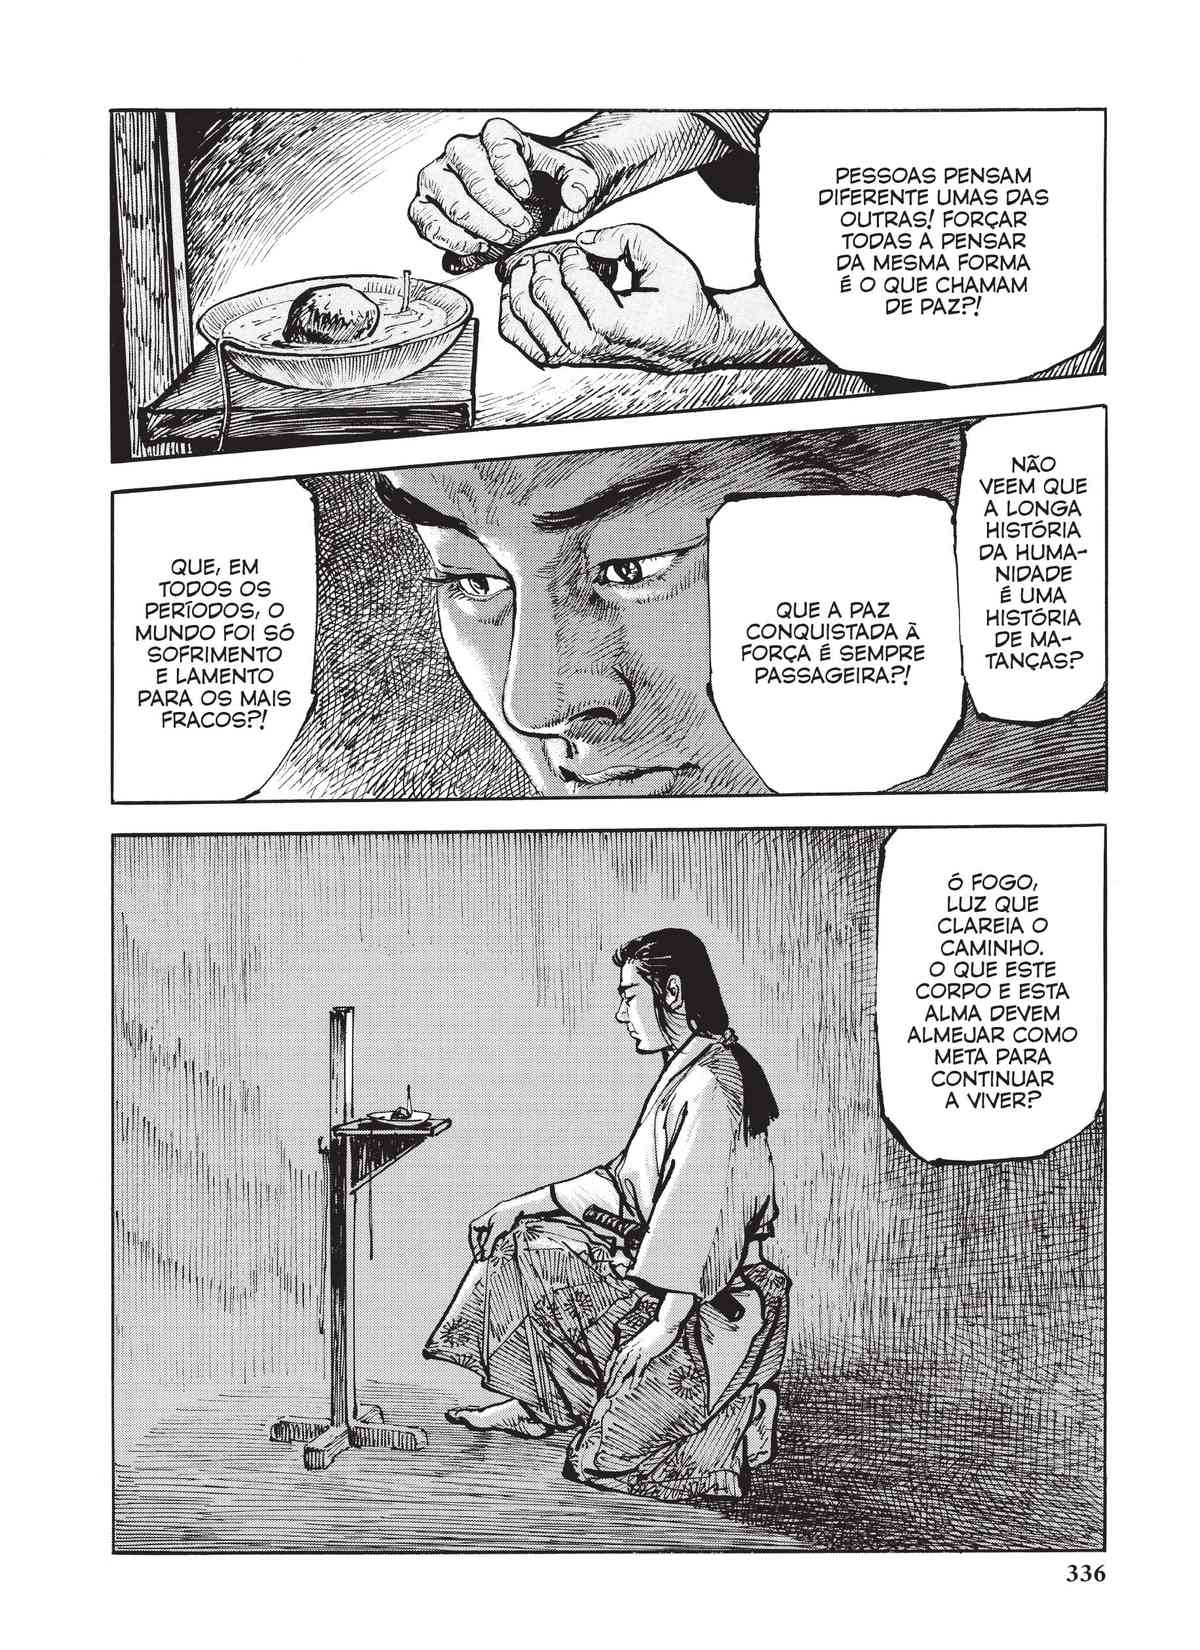 PESSOAS PENSAM
DIFERENTE UMAS DAS
OUTRAS! FORÇAR
TODAS A PENSAR
DA MESMA FORMA
É O QUE CHAMAM
DE PAZ?!
NÃO
VEEM QUE
A LONGA
HISTÓRIA
DA HUMA-
NIDADE
É UMA
HISTÓRIA
DE MA-
TANÇAS?
QUE A PAZ
CONQUISTADA À
FORÇA É SEMPRE
PASSAGEIRA?!
QUE, EM
TODOS OS
PERÍODOS, O
MUNDO FOI SÓ
SOFRIMENTO
E LAMENTO
PARA OS MAIS
FRACOS?!
Ó FOGO,
LUZ QUE
CLAREIA O
CAMINHO.
O QUE ESTE
CORPO E ESTA
ALMA DEVEM
ALMEJAR COMO
META PARA
CONTINUAR
A VIVER?
336